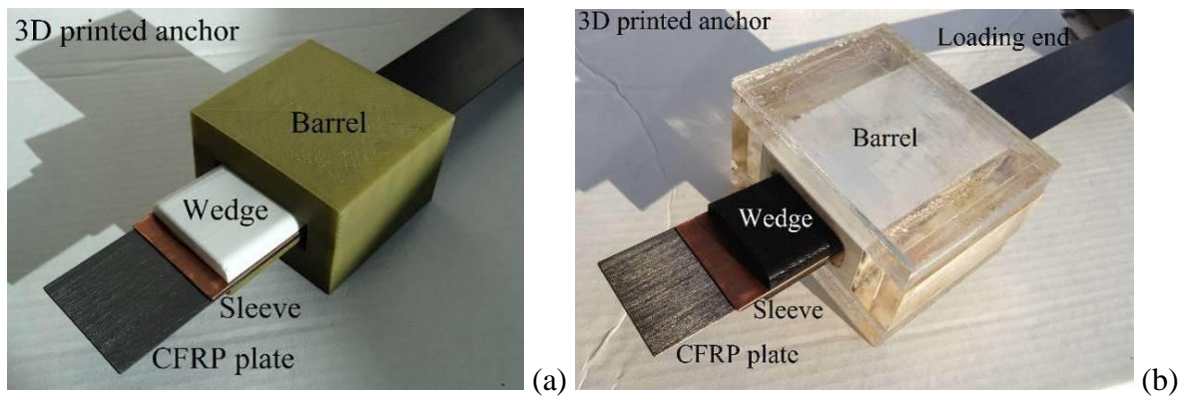 3D printed anchor
Barrel
Wedge
Sleeve
CFRP plate
(a)
3D printed anchor
Loading end
Barrel
Wedge
Sleeve
CFRP plate
(b)